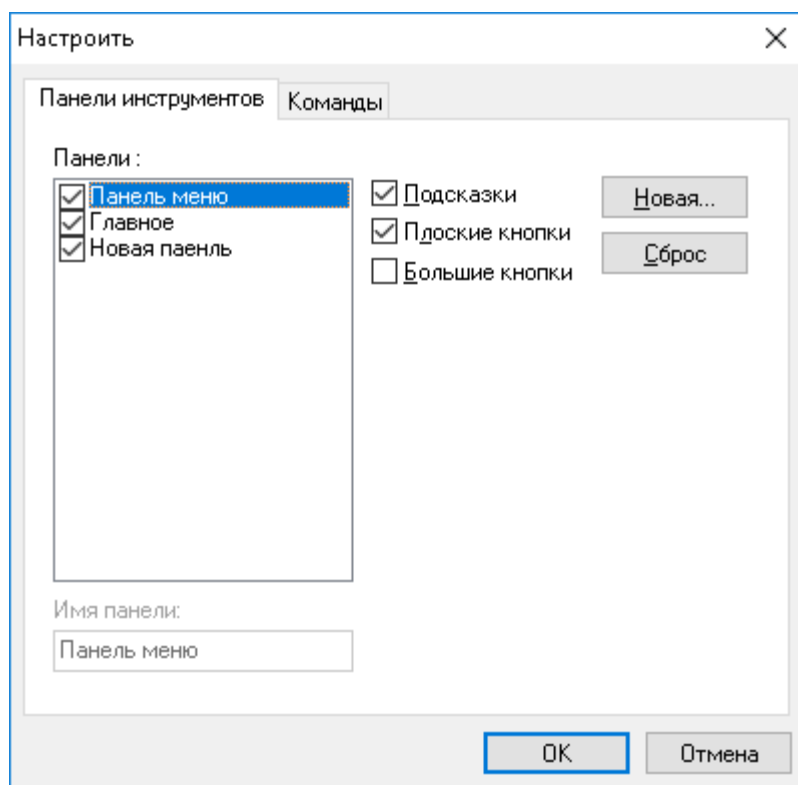 Настроить
Панели инструментов
Команды
Панели :
Панель меню
Главное
Новая паенль
Подсказки
Плоские кнопки
Большие кнопки
Новая...
Сброс
Имя панели:
Панель меню
OK
Отмена